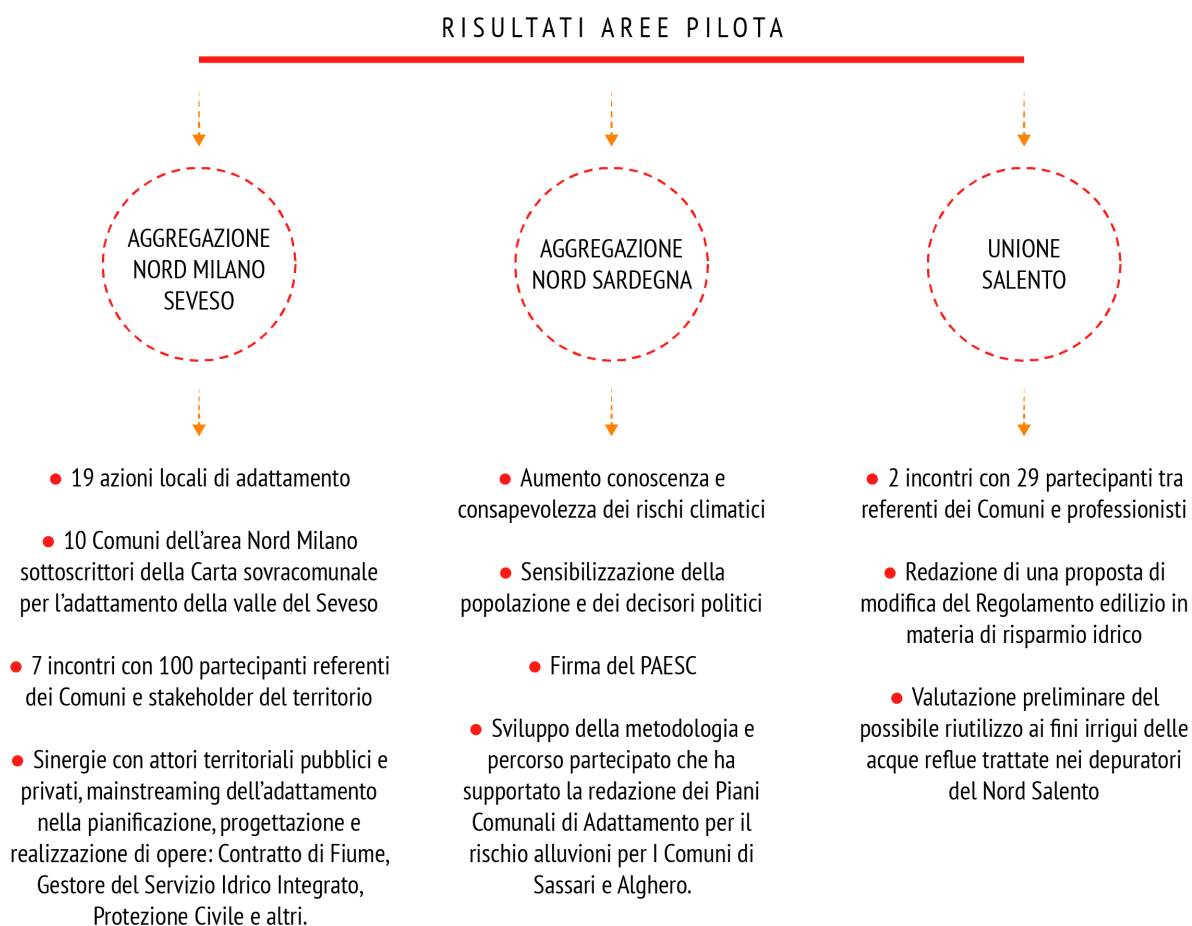 RISULTATI AREE PILOTA
AGGREGAZIONE
NORD MILANO
SEVESO
● 19 azioni locali di adattamento
● 10 Comuni dell'area Nord Milano
sottoscrittori della Carta sovracomunale
per l'adattamento della valle del Seveso
● 7 incontri con 100 partecipanti referenti
dei Comuni e stakeholder del territorio
● Sinergie con attori territoriali pubblici e
privati, mainstreaming dell'adattamento
nella pianificazione, progettazione e
realizzazione di opere: Contratto di Fiume,
Gestore del Servizio Idrico Integrato,
Protezione Civile e altri.
AGGREGAZIONE
NORD SARDEGNA
● Aumento conoscenza e
consapevolezza dei rischi climatici
● Sensibilizzazione della
popolazione e dei decisori politici
● Firma del PAESC
● Sviluppo della metodologia e
percorso partecipato che ha
supportato la redazione dei Piani
Comunali di Adattamento per il
rischio alluvioni per I Comuni di
Sassari e Alghero.
UNIONE
SALENTO
● 2 incontri con 29 partecipanti tra
referenti dei Comuni e professionisti
● Redazione di una proposta di
modifica del Regolamento edilizio in
materia di risparmio idrico
● Valutazione preliminare del
possibile riutilizzo ai fini irrigui delle
acque reflue trattate nei depuratori
del Nord Salento